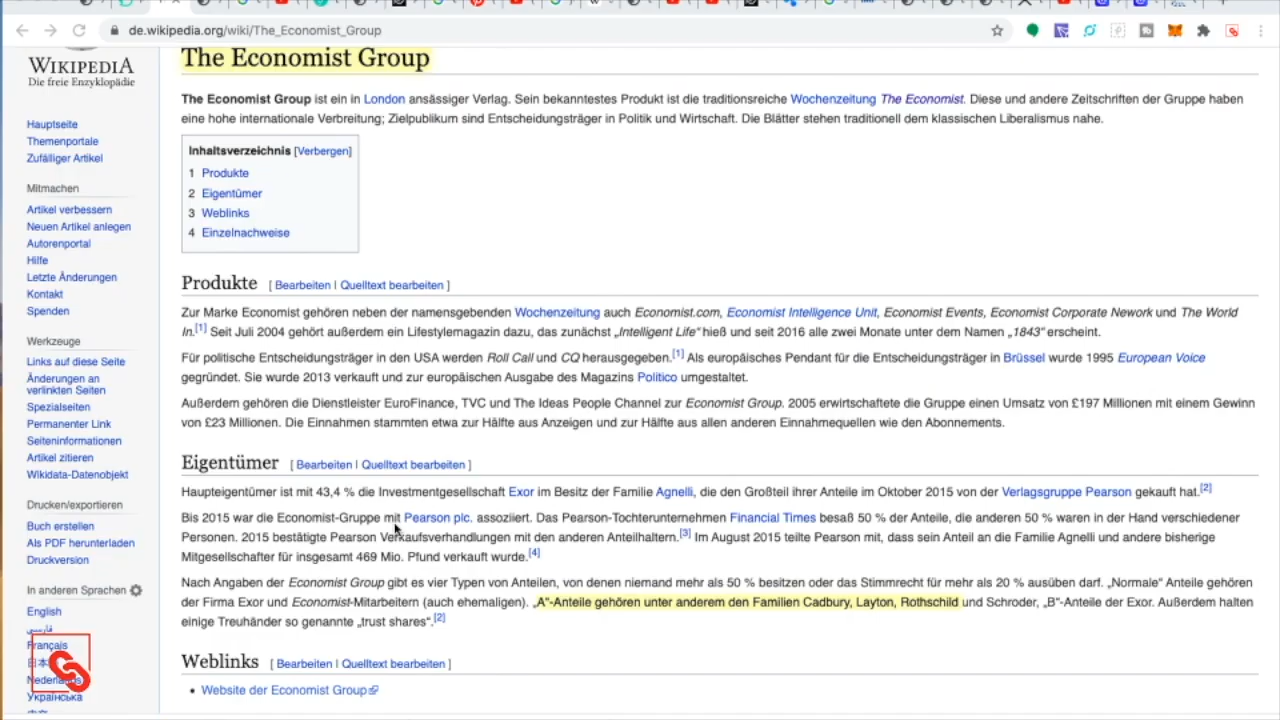 de.wikipedia.org/wiki/The_Economist_Group
WIKIPEDIA
Die freie Enzyklopädie
Hauptseite
Themenportale
Zufälliger Artikel
Mitmachen
Artikel verbessern
Neuen Artikel anlegen
Autorenportal
Hilfe
Letzte Änderungen
Kontakt
Spenden
Werkzeuge
Links auf diese Seite
Änderungen an
verlinkten Seiten
Spezialseiten
Permanenter Link
Seiteninformationen
Artikel zitieren
Wikidata-Datenobjekt
Drucken/exportieren
Buch erstellen
Als PDF herunterladen
Druckversion
In anderen Sprachen
English
فارسی
Français
Nederlands
Українська
The Economist Group
The Economist Group ist ein in London ansässiger Verlag. Sein bekanntestes Produkt ist die traditionsreiche Wochenzeitung The Economist. Diese und andere Zeitschriften der Gruppe haben
eine hohe internationale Verbreitung; Zielpublikum sind Entscheidungsträger in Politik und Wirtschaft. Die Blätter stehen traditionell dem klassischen Liberalismus nahe.
Inhaltsverzeichnis [Verbergen]
1 Produkte
2 Eigentümer
3 Weblinks
4 Einzelnachweise
Produkte [ Bearbeiten | Quelltext bearbeiten ]
Zur Marke Economist gehören neben der namensgebenden Wochenzeitung auch Economist.com, Economist Intelligence Unit, Economist Events, Economist Corporate Nework und The World
In.[1] Seit Juli 2004 gehört außerdem ein Lifestylemagazin dazu, das zunächst „Intelligent Life" hieß und seit 2016 alle zwei Monate unter dem Namen „1843" erscheint.
Für politische Entscheidungsträger in den USA werden Roll Call und CQ herausgegeben.[1] Als europäisches Pendant für die Entscheidungsträger in Brüssel wurde 1995 European Voice
gegründet. Sie wurde 2013 verkauft und zur europäischen Ausgabe des Magazins Politico umgestaltet.
Außerdem gehören die Dienstleister EuroFinance, TVC und The Ideas People Channel zur Economist Group. 2005 erwirtschaftete die Gruppe einen Umsatz von £197 Millionen mit einem Gewinn
von £23 Millionen. Die Einnahmen stammten etwa zur Hälfte aus Anzeigen und zur Hälfte aus allen anderen Einnahmequellen wie den Abonnements.
Eigentümer [ Bearbeiten | Quelltext bearbeiten ]
Haupteigentümer ist mit 43,4 % die Investmentgesellschaft Exor im Besitz der Familie Agnelli, die den Großteil ihrer Anteile im Oktober 2015 von der Verlagsgruppe Pearson gekauft hat.[2]
Bis 2015 war die Economist-Gruppe mit Pearson plc. assoziiert. Das Pearson-Tochterunternehmen Financial Times besaß 50 % der Anteile, die anderen 50 % waren in der Hand verschiedener
Personen. 2015 bestätigte Pearson Verkaufsverhandlungen mit den anderen Anteilhaltern.[3] Im August 2015 teilte Pearson mit, dass sein Anteil an die Familie Agnelli und andere bisherige
Mitgesellschafter für insgesamt 469 Mio. Pfund verkauft wurde.[4]
Nach Angaben der Economist Group gibt es vier Typen von Anteilen, von denen niemand mehr als 50 % besitzen oder das Stimmrecht für mehr als 20 % ausüben darf. „Normale" Anteile gehören
der Firma Exor und Economist-Mitarbeitern (auch ehemaligen). „A"-Anteile gehören unter anderem den Familien Cadbury, Layton, Rothschild und Schroder, „B"-Anteile der Exor. Außerdem halten
einige Treuhänder so genannte „trust shares".[2]
Weblinks [ Bearbeiten | Quelltext bearbeiten ]
Website der Economist Group